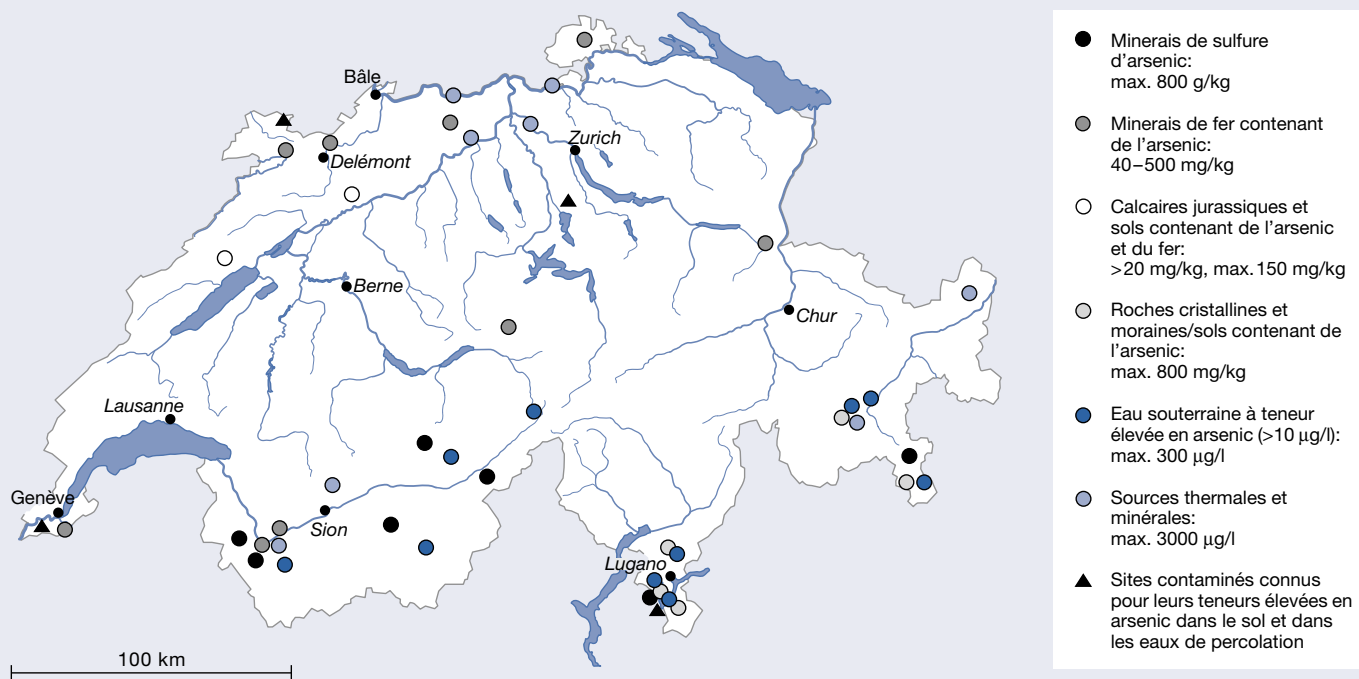 Bâle
Zurich
Delémont
Berne
Chur
Lausanne
Genève
Sion
Lugano
100 km
Minerais de sulfure
d'arsenic:
max. 800 g/kg
Minerais de fer contenant
de l'arsenic:
40–500 mg/kg
Calcaires jurassiques et
sols contenant de l'arsenic
et du fer:
>20 mg/kg, max. 150 mg/kg
Roches cristallines et
moraines/sols contenant de
l'arsenic:
max. 800 mg/kg
Eau souterraine à teneur
élevée en arsenic (>10 µg/l):
max. 300 µg/l
Sources thermales et
minérales:
max. 3000 µg/l
Sites contaminés connus
pour leurs teneurs élevées en
arsenic dans le sol et dans
les eaux de percolation